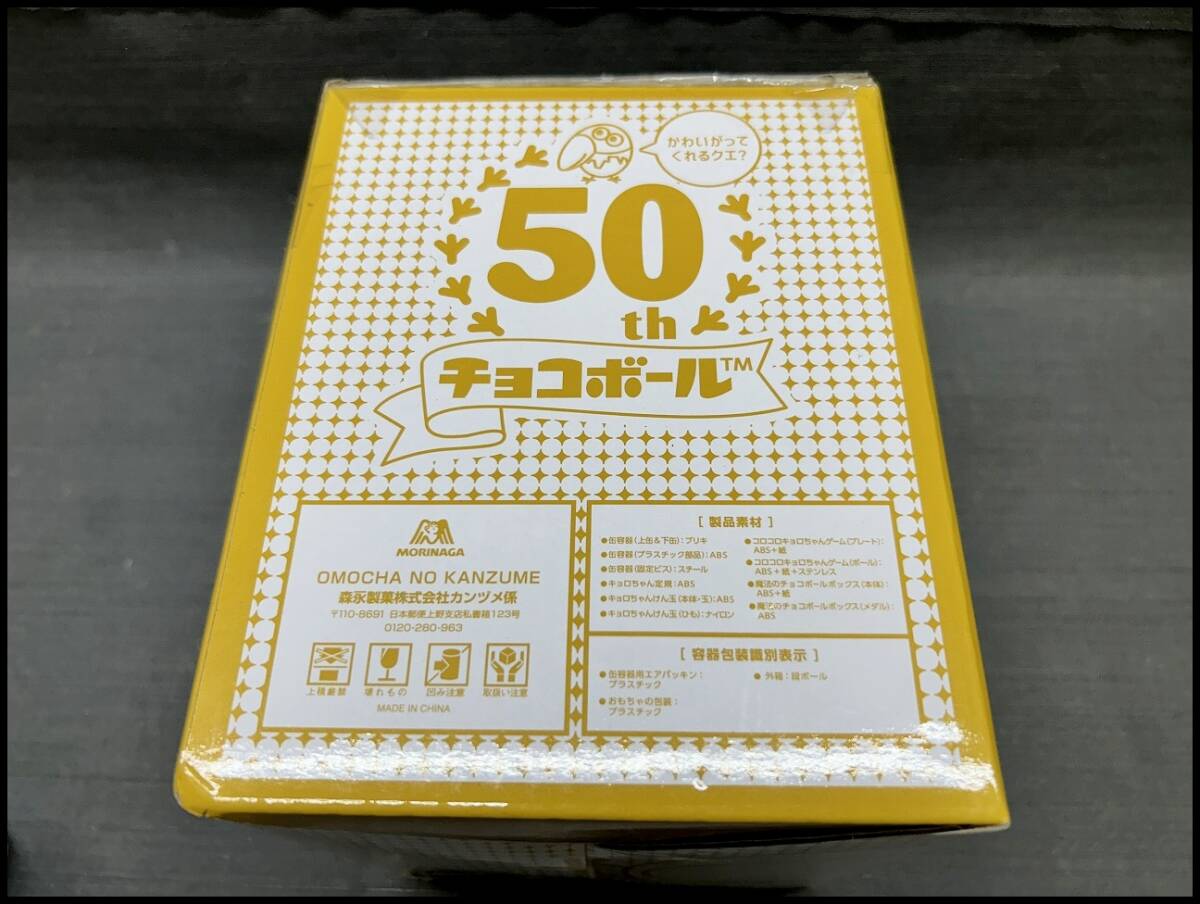 かわいがって
くれるクエ?
50
th
チョコボール™
MORINAGA
OMOCHA NO KANZUME
森永製菓株式会社カンヅメ係
〒110-8691 日本郵便上野支店私書箱123号
0120-280-963
上積厳禁 壊れもの 凹み注意 取扱い注意
MADE IN CHINA
[ 製品素材 ]
●缶容器(上缶&下缶):ブリキ
●缶容器(プラスチック部品):ABS
●缶容器(固定ビス):スチール
●キョロちゃん定規:ABS
●キョロちゃんけん玉(本体・玉):ABS
●キョロちゃんけん玉(ひも):ナイロン
●コロコロキョロちゃんゲーム(プレート):
ABS+紙
●コロコロキョロちゃんゲーム(ボール):
ABS+紙+ステンレス
●魔法のチョコボールボックス(本体):
ABS+紙
●魔法のチョコボールボックス(メダル):
ABS
[ 容器包装識別表示 ]
●缶容器用エアパッキン:
プラスチック
●おもちゃの包装:
プラスチック
●外箱:段ボール